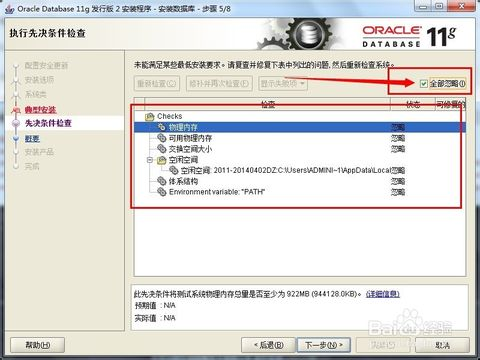 Oracle Database 11g 发行版 2 安装程序 - 安装数据库 - 步骤 5/8
执行先决条件检查
ORACLE
DATABASE 11g
配置安全更新
安装选项
系统类
典型安装
先决条件检查
概要
安装产品
完成
未能满足某些最低安装要求。请复查并修复下表中列出的问题, 然后重新检查系统。
重新检查(C) 修补并再次检查(F) 显示失败项 全部忽略(I)
检查 状态 可修复的
Checks
物理内存 忽略
可用物理内存 忽略
交换空间大小 忽略
空闲空间 忽略
空闲空间: 2011-20140402DZ:C:\Users\ADMINI~1\AppData\Local 忽略
体系结构 忽略
Environment variable: "PATH" 忽略
此先决条件将测试系统物理内存总量是否至少为 922MB (944128.0KB)。 (详细信息)
预期值 : N/A
实际值 : N/A
帮助(H) < 后退(B) 下一步(N) > 取消
Baidu 经验